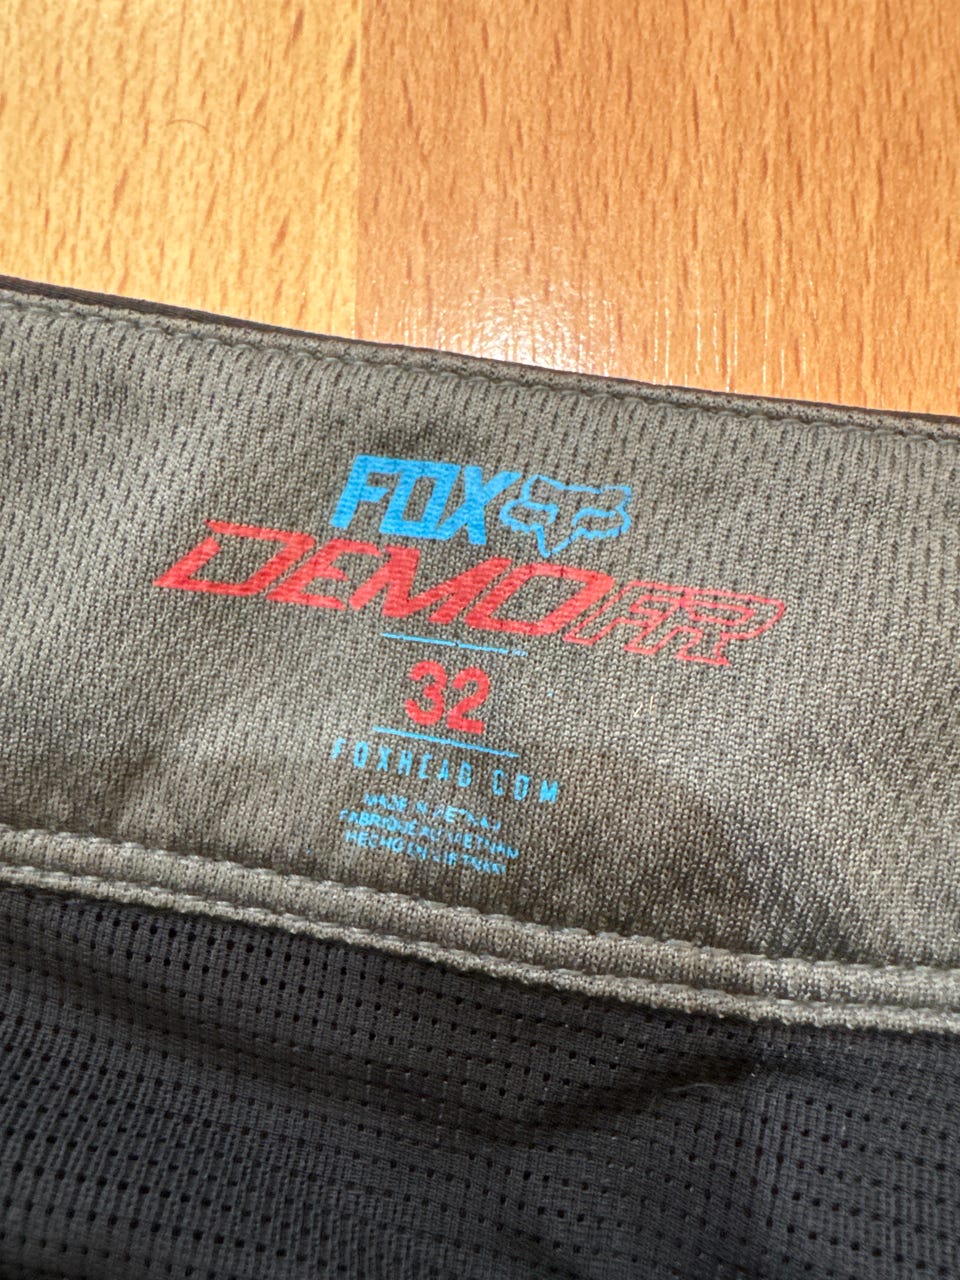 FOX
DEMO FR
32
FOXHEAD.COM
MADE IN VIETNAM
FABRIQUÉ AU VIETNAM
HECHO EN VIETNAM